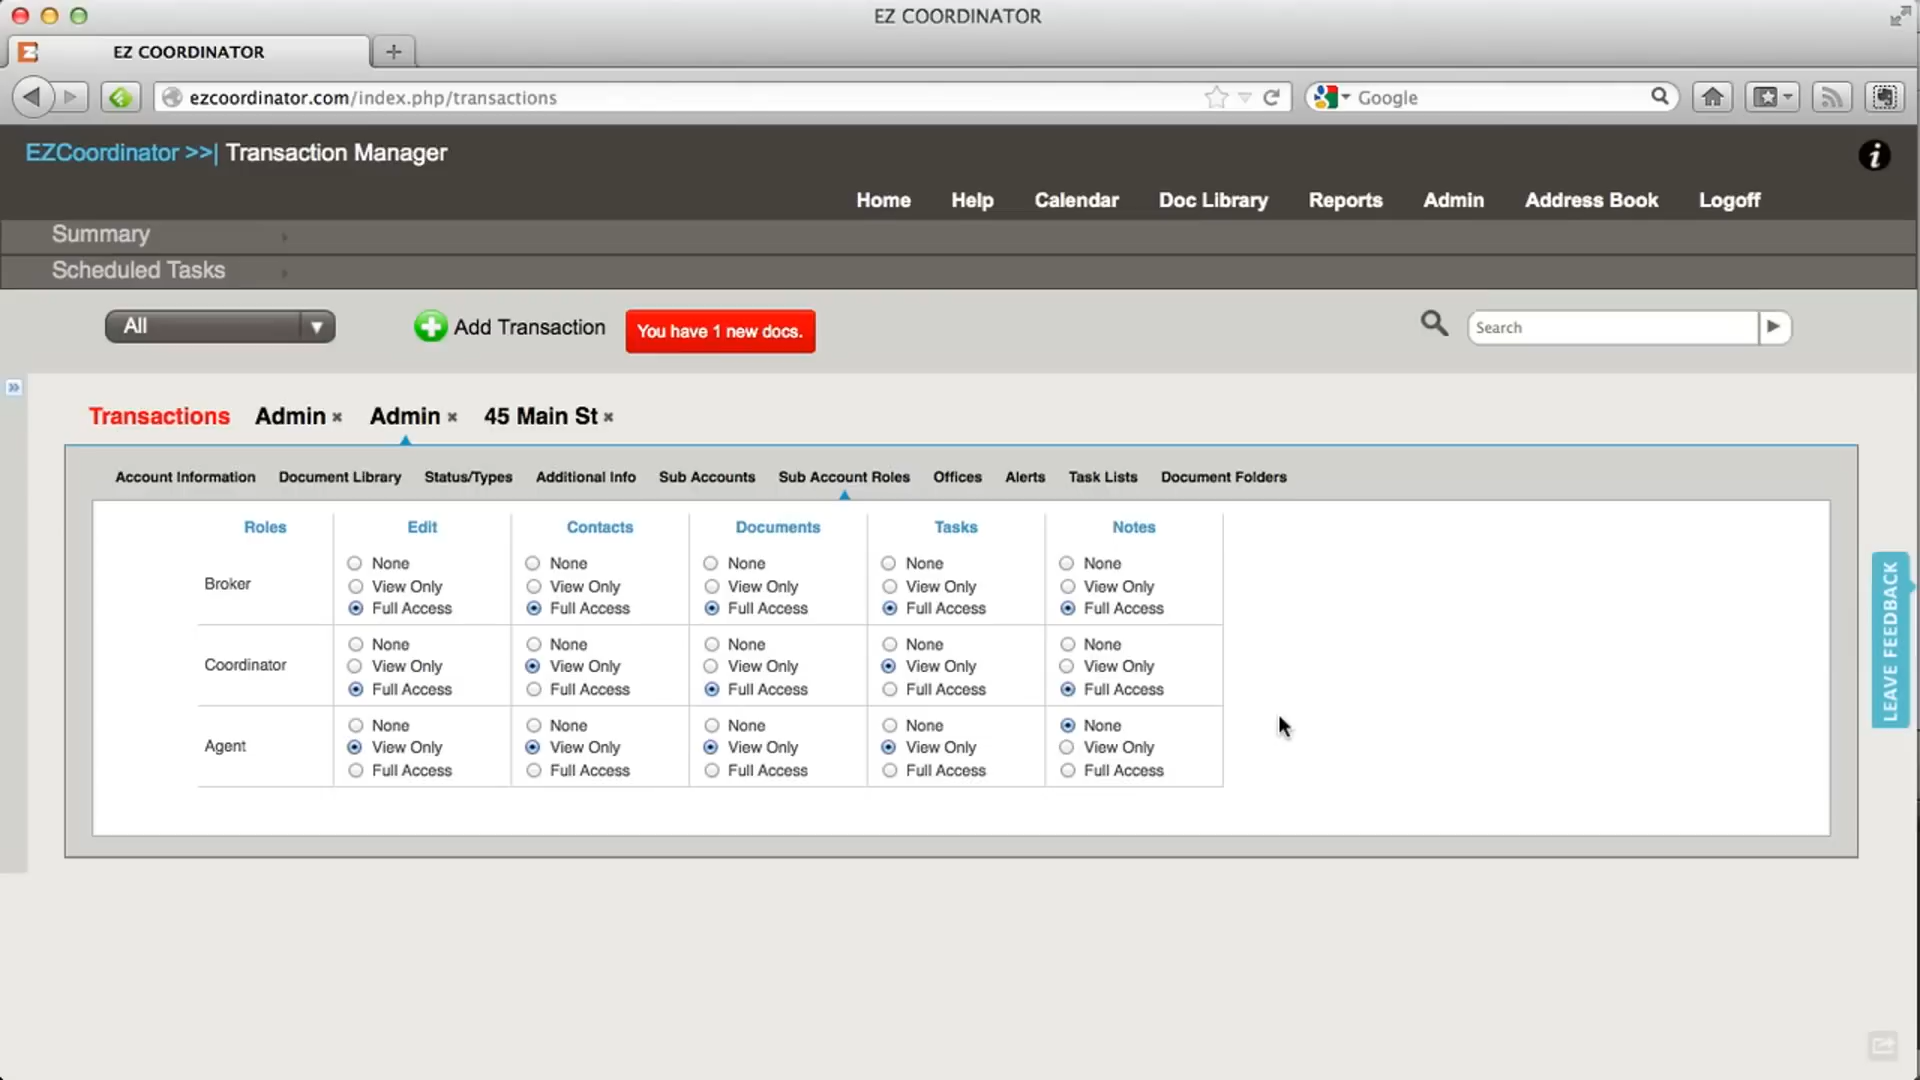 EZ COORDINATOR
EZ COORDINATOR
ezcoordinator.com/index.php/transactions
Google
EZCoordinator >>| Transaction Manager
Home Help Calendar Doc Library Reports Admin Address Book Logoff
Summary
Scheduled Tasks
All
Add Transaction
You have 1 new docs.
Search
Transactions Admin × Admin × 45 Main St ×
Account Information Document Library Status/Types Additional Info Sub Accounts Sub Account Roles Offices Alerts Task Lists Document Folders
Roles Edit Contacts Documents Tasks Notes
None None None None None
Broker
View Only View Only View Only View Only View Only
Full Access Full Access Full Access Full Access Full Access
None None None None None
Coordinator
View Only View Only View Only View Only View Only
Full Access Full Access Full Access Full Access Full Access
None None None None None
Agent
View Only View Only View Only View Only View Only
Full Access Full Access Full Access Full Access Full Access
LEAVE FEEDBACK